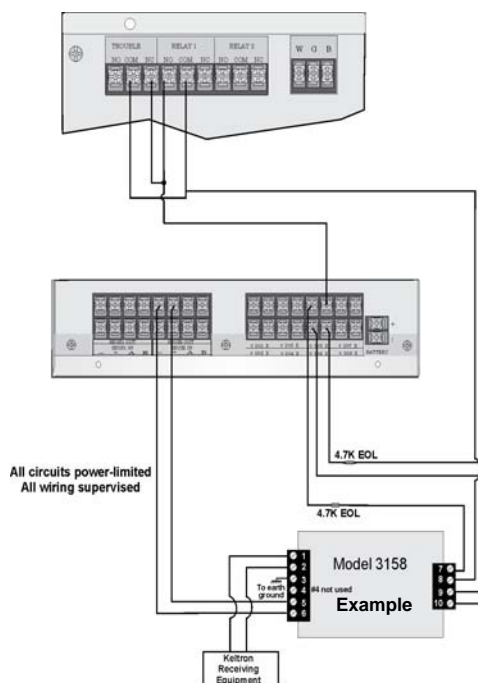 TROUBLE RELAY 1 RELAY 2
NO COM NC NO COM NC NO COM NC
W G B
BATTERY
4.7K EOL
All circuits power-limited
All wiring supervised
4.7K EOL
1
2
3
4
5
6
To earth
ground
#4 not used
Model 3158
Example
7
8
9
10
Keltron
Receiving
Equipment